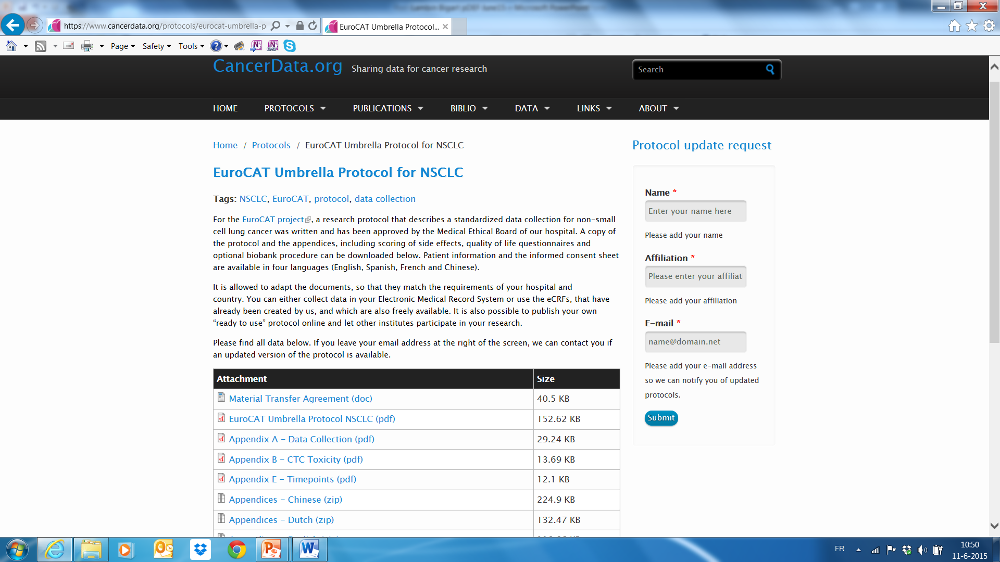 https://www.cancerdata.org/protocols/eurocat-umbrella-p
EuroCAT Umbrella Protocol...
Page
Safety
Tools
CancerData.org
Sharing data for cancer research
Search
HOME
PROTOCOLS
PUBLICATIONS
BIBLIO
DATA
LINKS
ABOUT
Home / Protocols / EuroCAT Umbrella Protocol for NSCLC
EuroCAT Umbrella Protocol for NSCLC
Tags: NSCLC, EuroCAT, protocol, data collection
For the EuroCAT project, a research protocol that describes a standardized data collection for non-small
cell lung cancer was written and has been approved by the Medical Ethical Board of our hospital. A copy of
the protocol and the appendices, including scoring of side effects, quality of life questionnaires and
optional biobank procedure can be downloaded below. Patient information and the informed consent sheet
are available in four languages (English, Spanish, French and Chinese).
It is allowed to adapt the documents, so that they match the requirements of your hospital and
country. You can either collect data in your Electronic Medical Record System or use the eCRFs, that have
already been created by us, and which are also freely available. It is also possible to publish your own
“ready to use” protocol online and let other institutes participate in your research.
Please find all data below. If you leave your email address at the right of the screen, we can contact you if
an updated version of the protocol is available.
Attachment Size
Material Transfer Agreement (doc) 40.5 KB
EuroCAT Umbrella Protocol NSCLC (pdf) 152.62 KB
Appendix A - Data Collection (pdf) 29.24 KB
Appendix B - CTC Toxicity (pdf) 13.69 KB
Appendix E - Timepoints (pdf) 12.1 KB
Appendices - Chinese (zip) 224.9 KB
Appendices - Dutch (zip) 132.47 KB
Protocol update request
Name *
Enter your name here
Please add your name
Affiliation *
Please enter your affiliati
Please add your affiliation
E-mail *
name@domain.net
Please add your e-mail address
so we can notify you of updated
protocols.
Submit
FR
10:50
11-6-2015